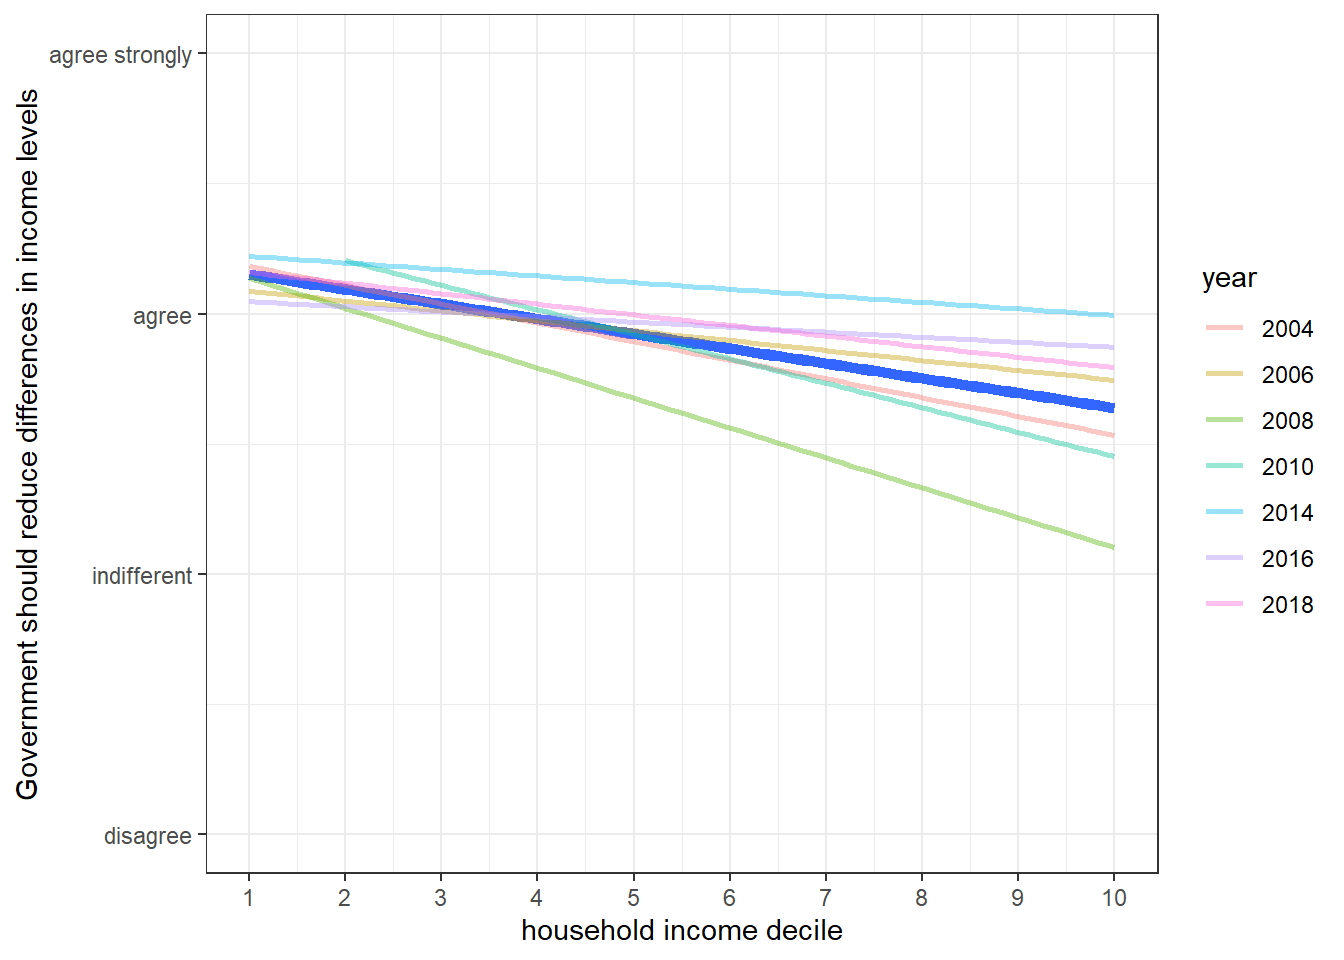 Government should reduce differences in income levels
agree strongly
agree
indifferent
disagree
1 2 3 4 5 6 7 8 9 10
household income decile
year
2004
2006
2008
2010
2014
2016
2018